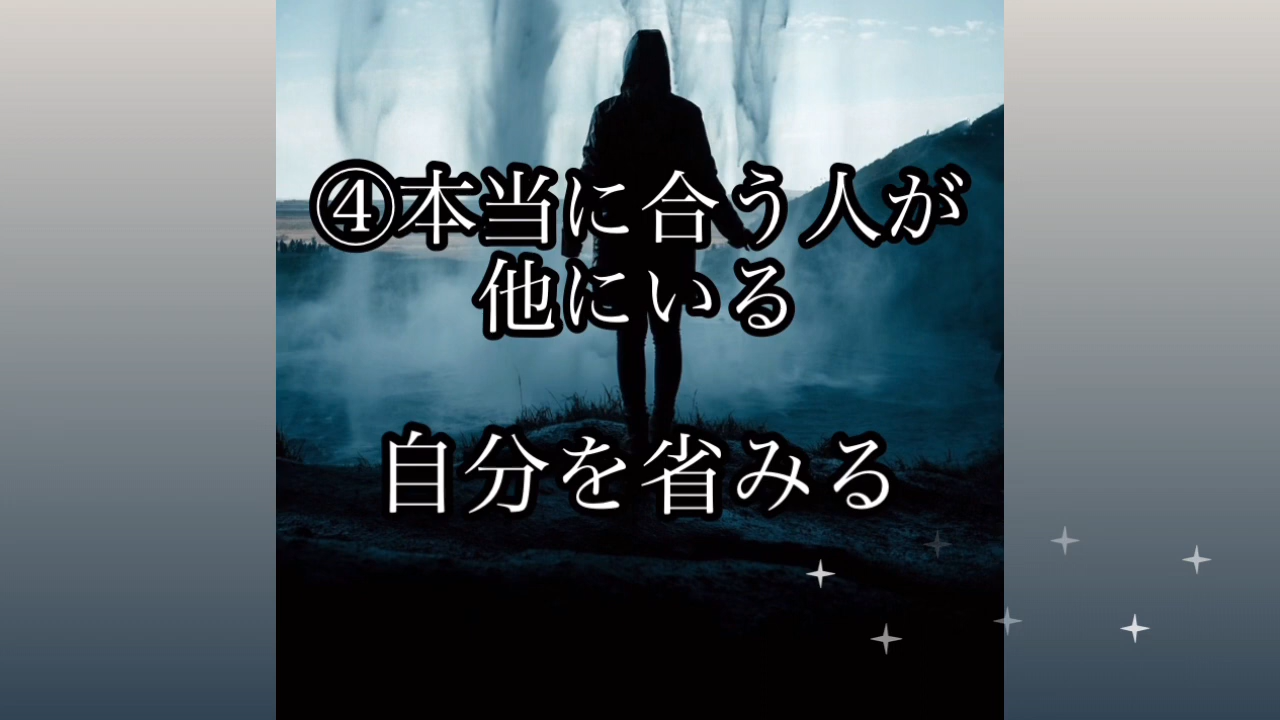 ④本当に合う人が
他にいる
自分を省みる